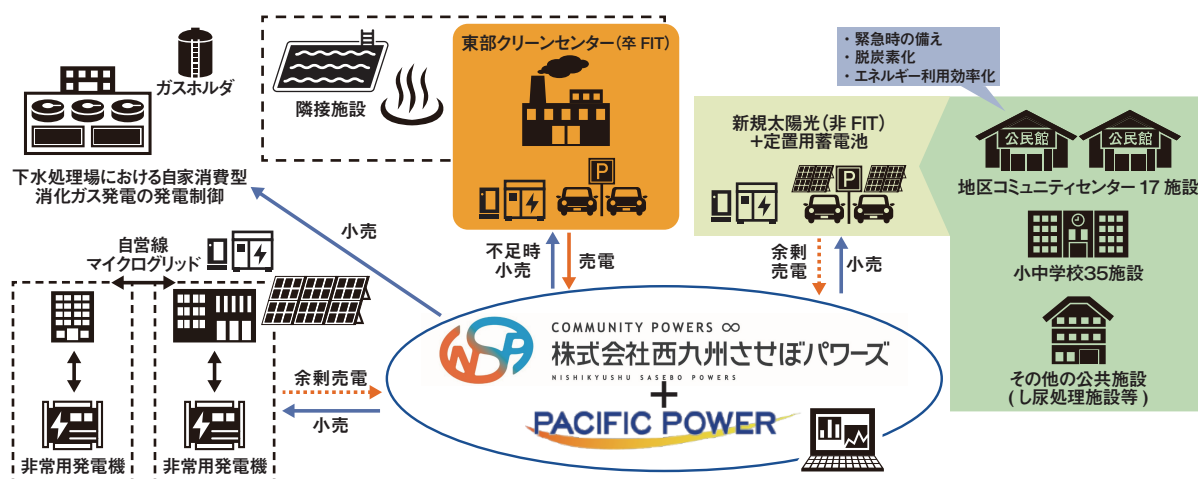 ガスホルダ
下水処理場における自家消費型
消化ガス発電の発電制御
隣接施設
東部クリーンセンター(卒 FIT)
P
・緊急時の備え
・脱炭素化
・エネルギー利用効率化
新規太陽光(非 FIT)
+定置用蓄電池
P
公民館
公民館
地区コミュニティセンター 17 施設
小中学校35施設
その他の公共施設
(し尿処理施設等)
小売
不足時
小売
売電
余剰
売電
小売
自営線
マイクログリッド
非常用発電機
非常用発電機
余剰売電
小売
NSP
COMMUNITY POWERS ∞
株式会社西九州させぼパワーズ
NISHIKYUSHU SASEBO POWERS
+
PACIFIC POWER